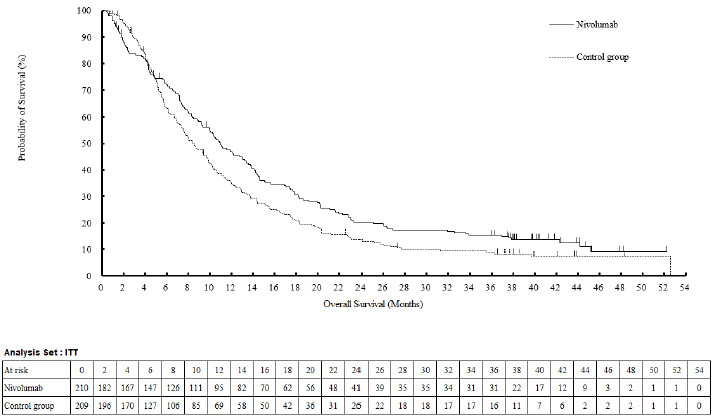 100
90
80
70
60
50
40
30
20
10
0
Probability of Survival (%)
Nivolumab
Control group
0 2 4 6 8 10 12 14 16 18 20 22 24 26 28 30 32 34 36 38 40 42 44 46 48 50 52 54
Overall Survival (Months)
Analysis Set : ITT
At risk 0 2 4 6 8 10 12 14 16 18 20 22 24 26 28 30 32 34 36 38 40 42 44 46 48 50 52 54
Nivolumab 210 182 167 147 126 111 95 82 70 62 56 48 41 39 35 35 34 31 31 22 17 12 9 3 2 1 1 0
Control group 209 196 170 127 106 85 69 58 50 42 36 31 26 22 18 18 17 17 16 11 7 6 2 2 2 1 1 0